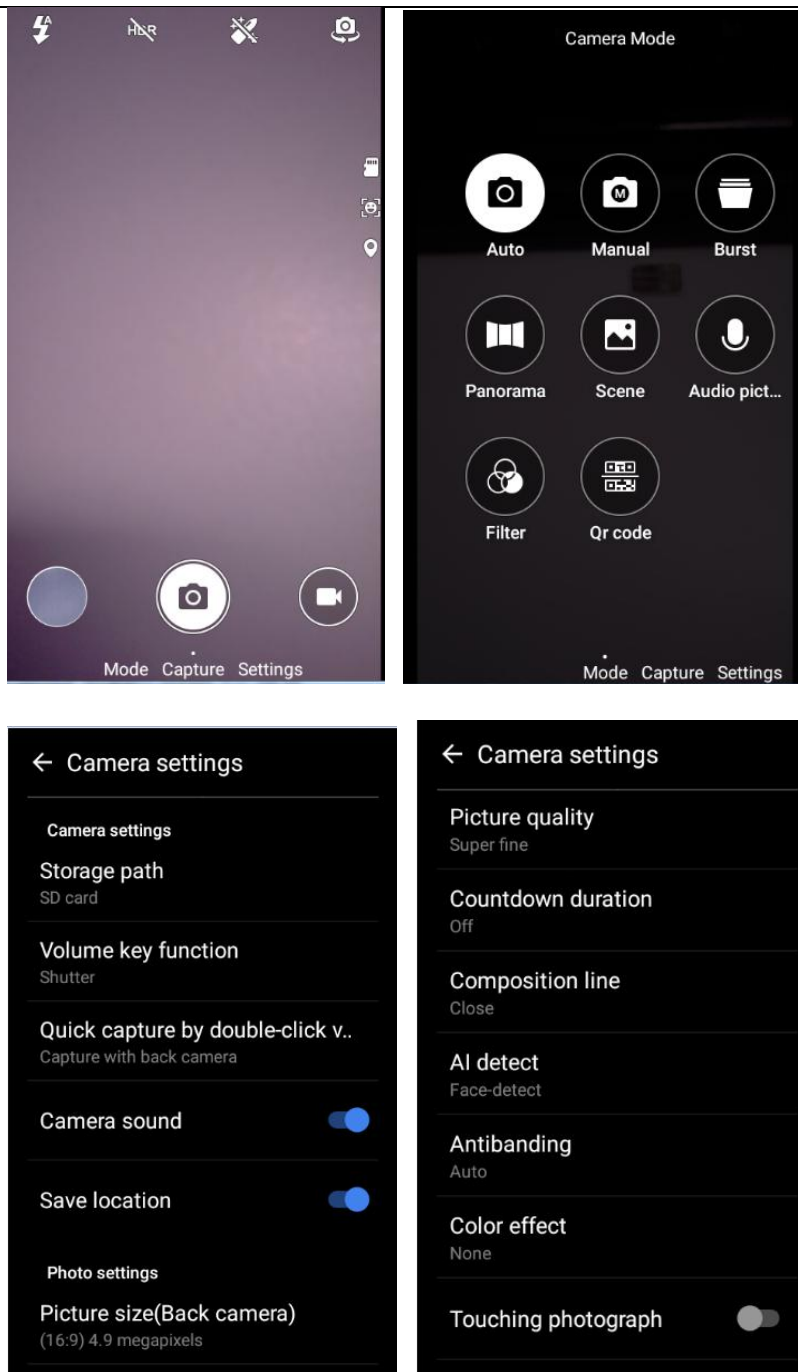 A
HDR
Mode Capture Settings
Camera Mode
M
Auto Manual Burst
Panorama Scene Audio pict...
Filter Qr code
Mode Capture Settings
Camera settings
Camera settings
Storage path
SD card
Volume key function
Shutter
Quick capture by double-click v..
Capture with back camera
Camera sound
Save location
Photo settings
Picture size(Back camera)
(16:9) 4.9 megapixels
Camera settings
Picture quality
Super fine
Countdown duration
Off
Composition line
Close
AI detect
Face-detect
Antibanding
Auto
Color effect
None
Touching photograph